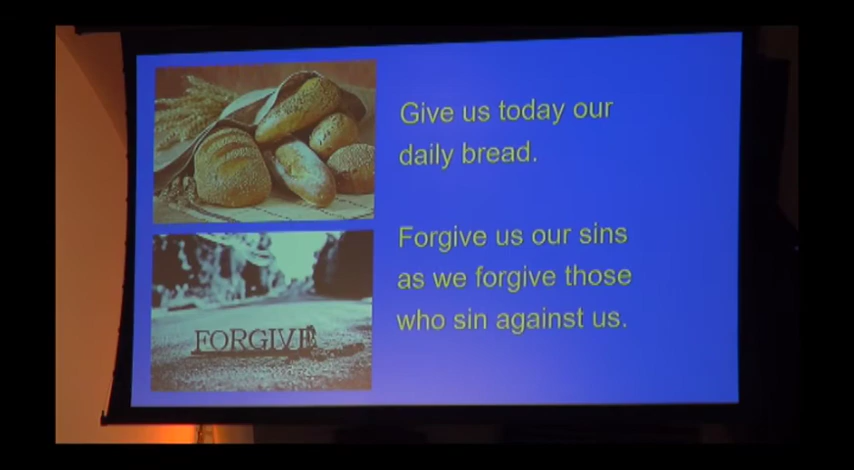 Give us today our
daily bread.
Forgive us our sins
as we forgive those
who sin against us.
FORGIVE